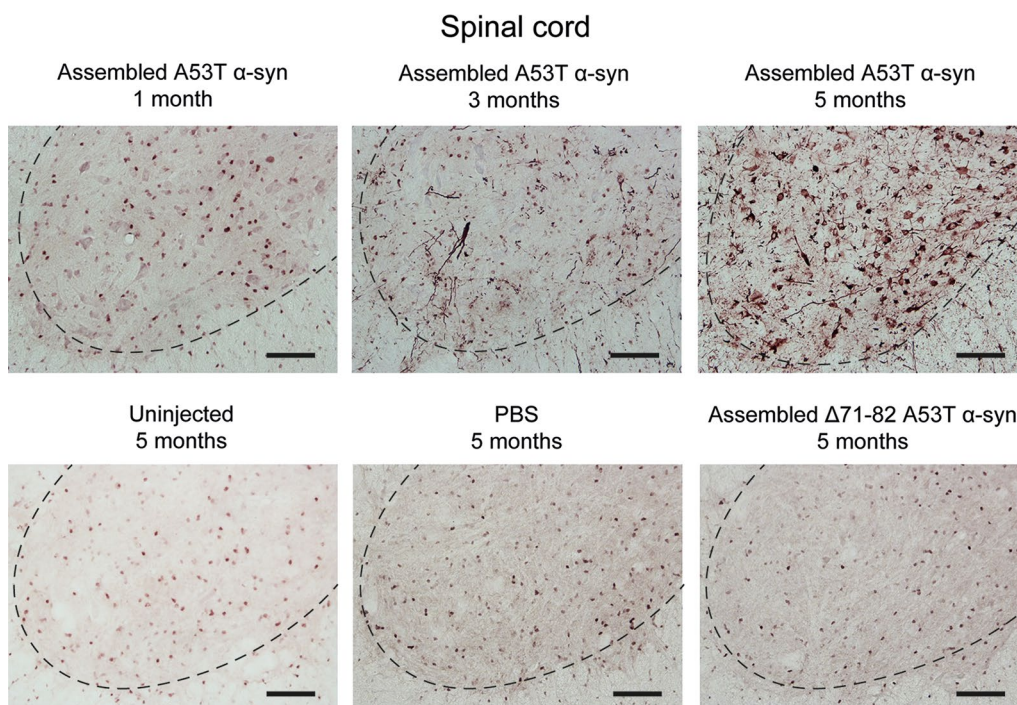 Spinal cord
Assembled A53T α-syn
1 month
Assembled A53T α-syn
3 months
Assembled A53T α-syn
5 months
Uninjected
5 months
PBS
5 months
Assembled Δ71-82 A53T α-syn
5 months